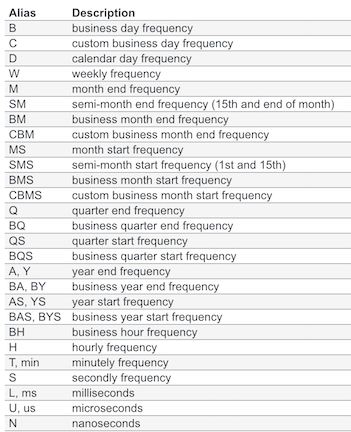 Alias Description
B business day frequency
C custom business day frequency
D calendar day frequency
W weekly frequency
M month end frequency
SM semi-month end frequency (15th and end of month)
BM business month end frequency
CBM custom business month end frequency
MS month start frequency
SMS semi-month start frequency (1st and 15th)
BMS business month start frequency
CBMS custom business month start frequency
Q quarter end frequency
BQ business quarter end frequency
QS quarter start frequency
BQS business quarter start frequency
A, Y year end frequency
BA, BY business year end frequency
AS, YS year start frequency
BAS, BYS business year start frequency
BH business hour frequency
H hourly frequency
T, min minutely frequency
S secondly frequency
L, ms milliseconds
U, us microseconds
N nanoseconds